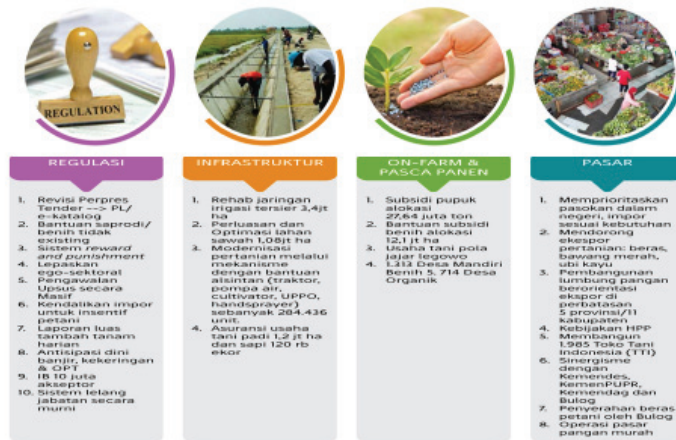 REGULATION
REGULASI
1. Revisi Perpres
Tender --> PL/
e-katalog
2. Bantuan saprodi/
benih tidak
existing
3. Sistem reward
and punishment
4. Lepaskan
ego-sektoral
5. Pengawalan
Upsus secara
Masif
6. Kendalikan impor
untuk insentif
petani
7. Laporan luas
tambah tanam
harian
8. Antisipasi dini
banjir, kekeringan
& OPT
9. IB 10 juta
akseptor
10. Sistem lelang
jabatan secara
murni
INFRASTRUKTUR
1. Rehab jaringan
irigasi tersier 3,4jt
ha
2. Perluasan dan
Optimasi lahan
sawah 1,08jt ha
3. Modernisasi
pertanian melalui
mekanisme
dengan bantuan
alsintan (traktor,
pompa air,
cultivator, UPPO,
handsprayer)
sebanyak 284.436
unit.
4. Asuransi usaha
tani padi 1,2 jt ha
dan sapi 120 rb
ekor
ON-FARM &
PASCA PANEN
1. Subsidi pupuk
alokasi
27,64 juta ton
2. Bantuan subsidi
benih alokasi
12,1 jt ha
3. Usaha tani pola
jajar legowo
4. 1.313 Desa Mandiri
Benih 5. 714 Desa
Organik
PASAR
1. Memprioritaskan
pasokan dalam
negeri, impor
sesuai kebutuhan
2. Mendorong
ekespor
pertanian: beras,
bawang merah,
ubi kayu
3. Pembangunan
lumbung pangan
berorientasi
ekspor di
perbatasan
5 provinsi/11
kabupaten
4. Kebijakan HPP
5. Membangun
1.985 Toko Tani
Indonesia (TTI)
6. Sinergisme
dengan
Kemendes,
KemenPUPR,
Kemendag dan
Bulog
7. Penyerahan beras
petani oleh Bulog
8. Operasi pasar
pangan murah